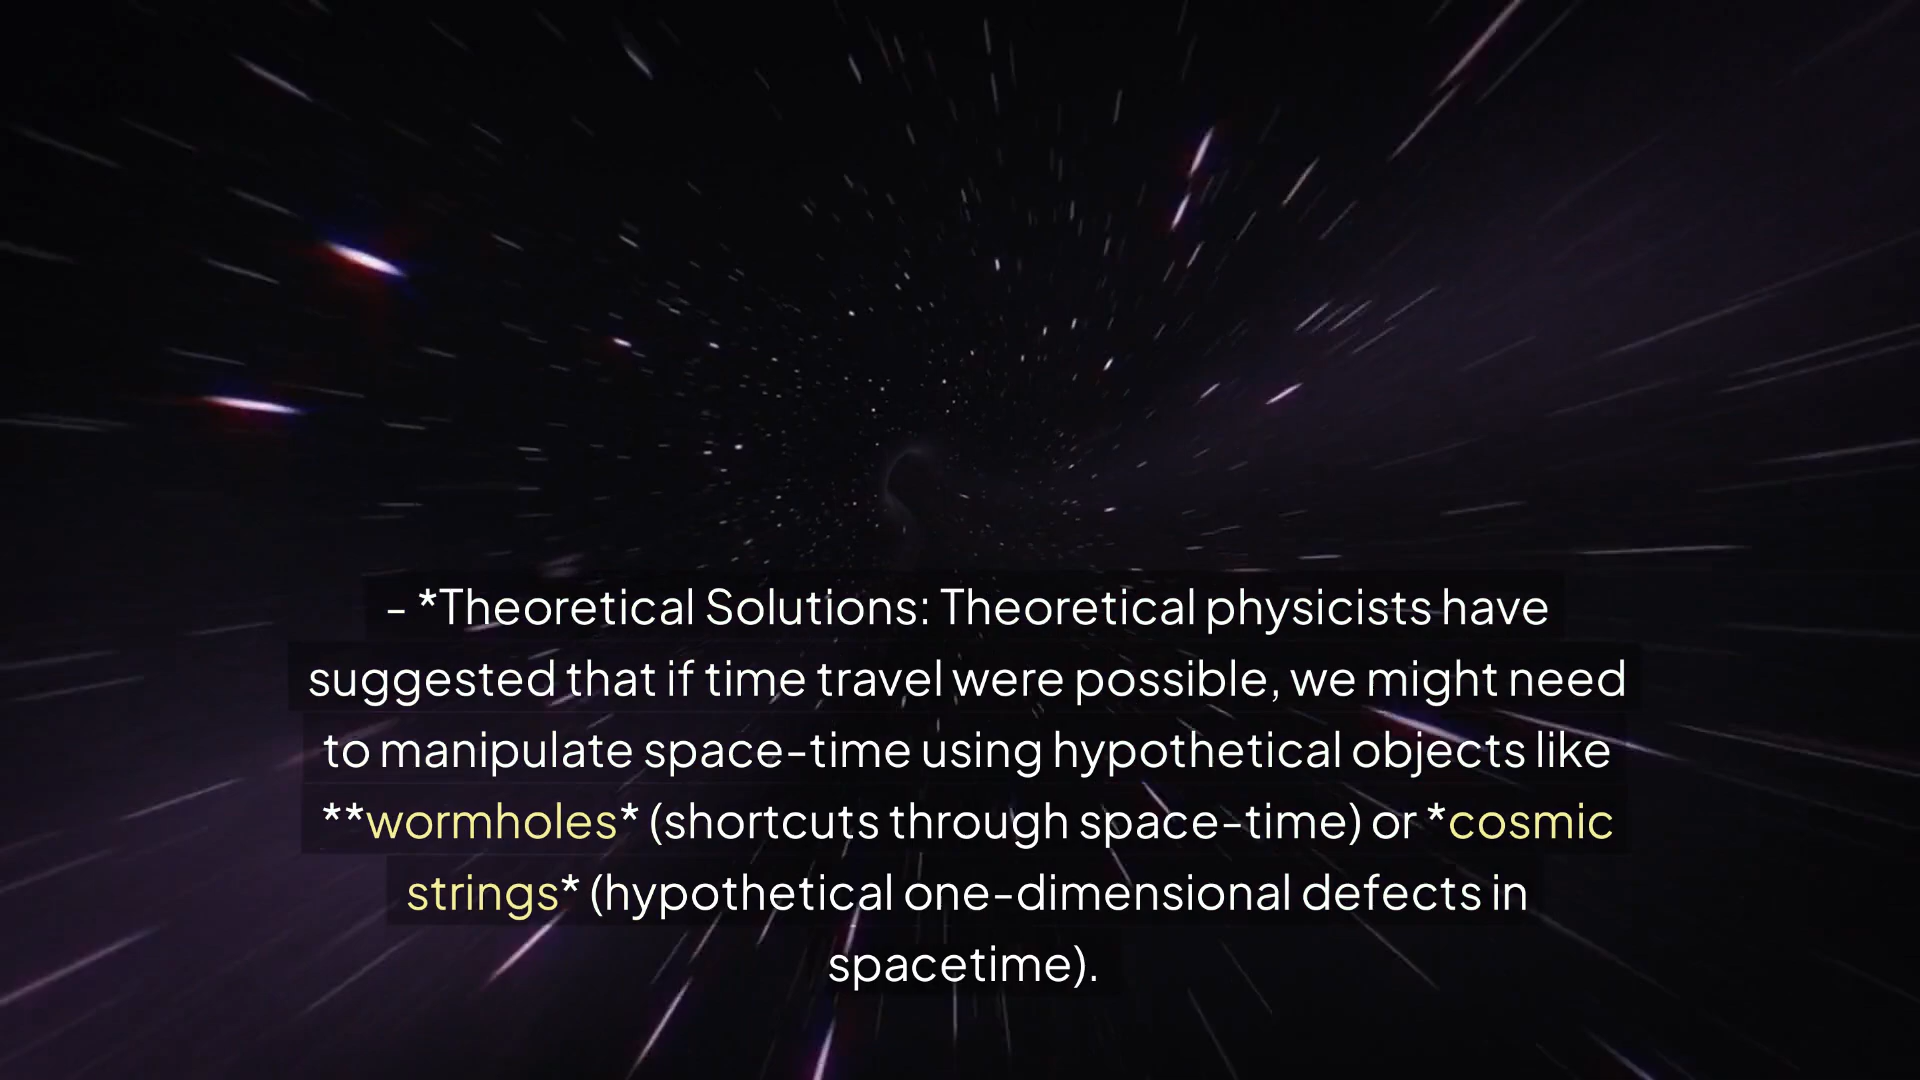 - *Theoretical Solutions: Theoretical physicists have
suggested that if time travel were possible, we might need
to manipulate space-time using hypothetical objects like
**wormholes* (shortcuts through space-time) or *cosmic
strings* (hypothetical one-dimensional defects in
spacetime).